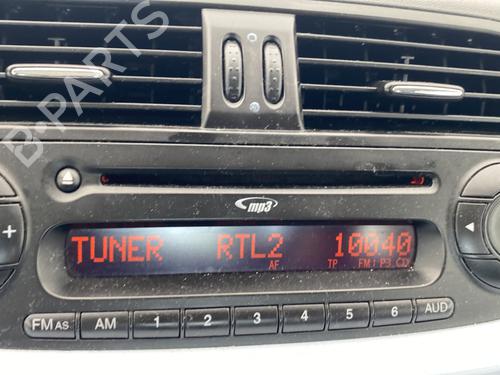 B-PARTS
mp3
TUNER RTL2 10040
AF TP FM1 P3 CD
+
FM AS AM 1 2 3 4 5 6 AUD